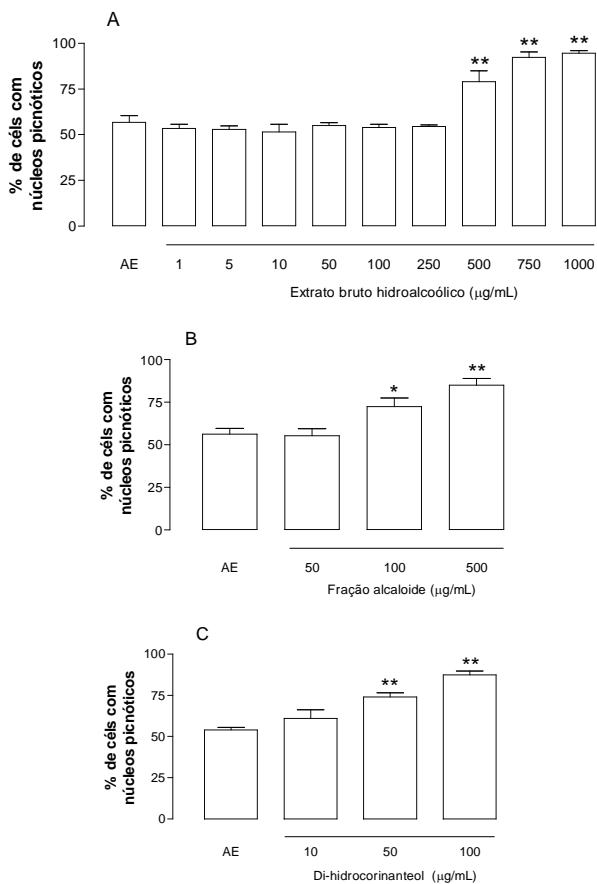 A
% de céls com
núcleos picnóticos
100
75
50
25
0
** ** **
AE 1 5 10 50 100 250 500 750 1000
Extrato bruto hidroalcoólico (μg/mL)
B
% de céls com
núcleos picnóticos
100
75
50
25
0
* **
AE 50 100 500
Fração alcaloide (μg/mL)
C
% de céls com
núcleos picnóticos
100
75
50
25
0
** **
AE 10 50 100
Di-hidrocorinanteol (μg/mL)